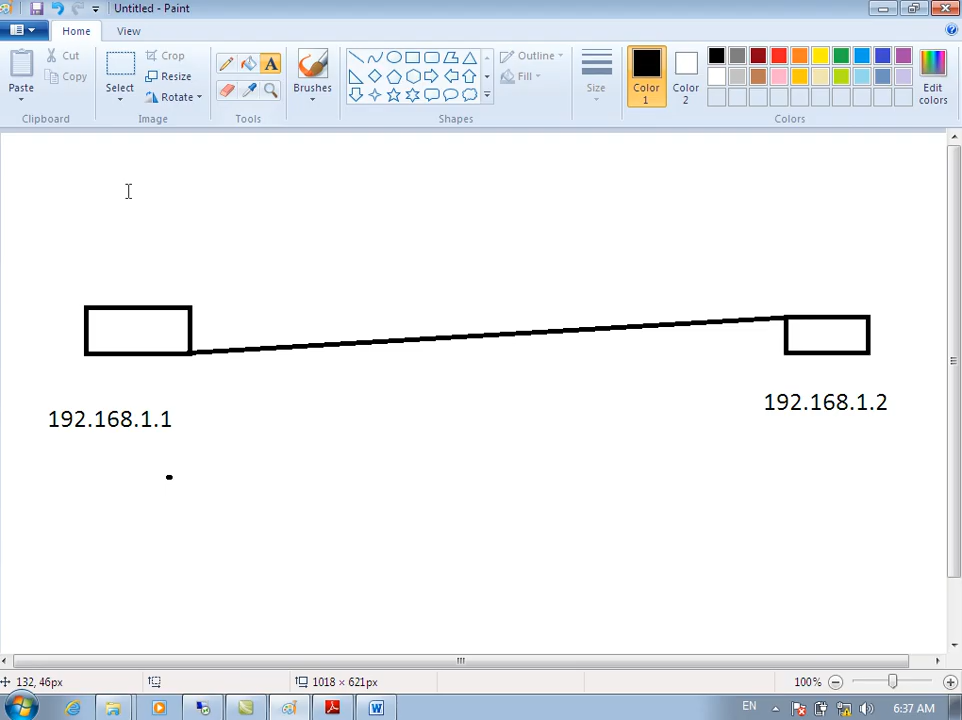 Untitled - Paint
Home
View
Paste
Cut
Copy
Clipboard
Select
Crop
Resize
Rotate
Image
A
Tools
Brushes
Shapes
Outline
Fill
Size
Color 1
Color 2
Edit colors
Colors
192.168.1.1
192.168.1.2
132, 46px
1018 × 621px
100%
EN
6:37 AM